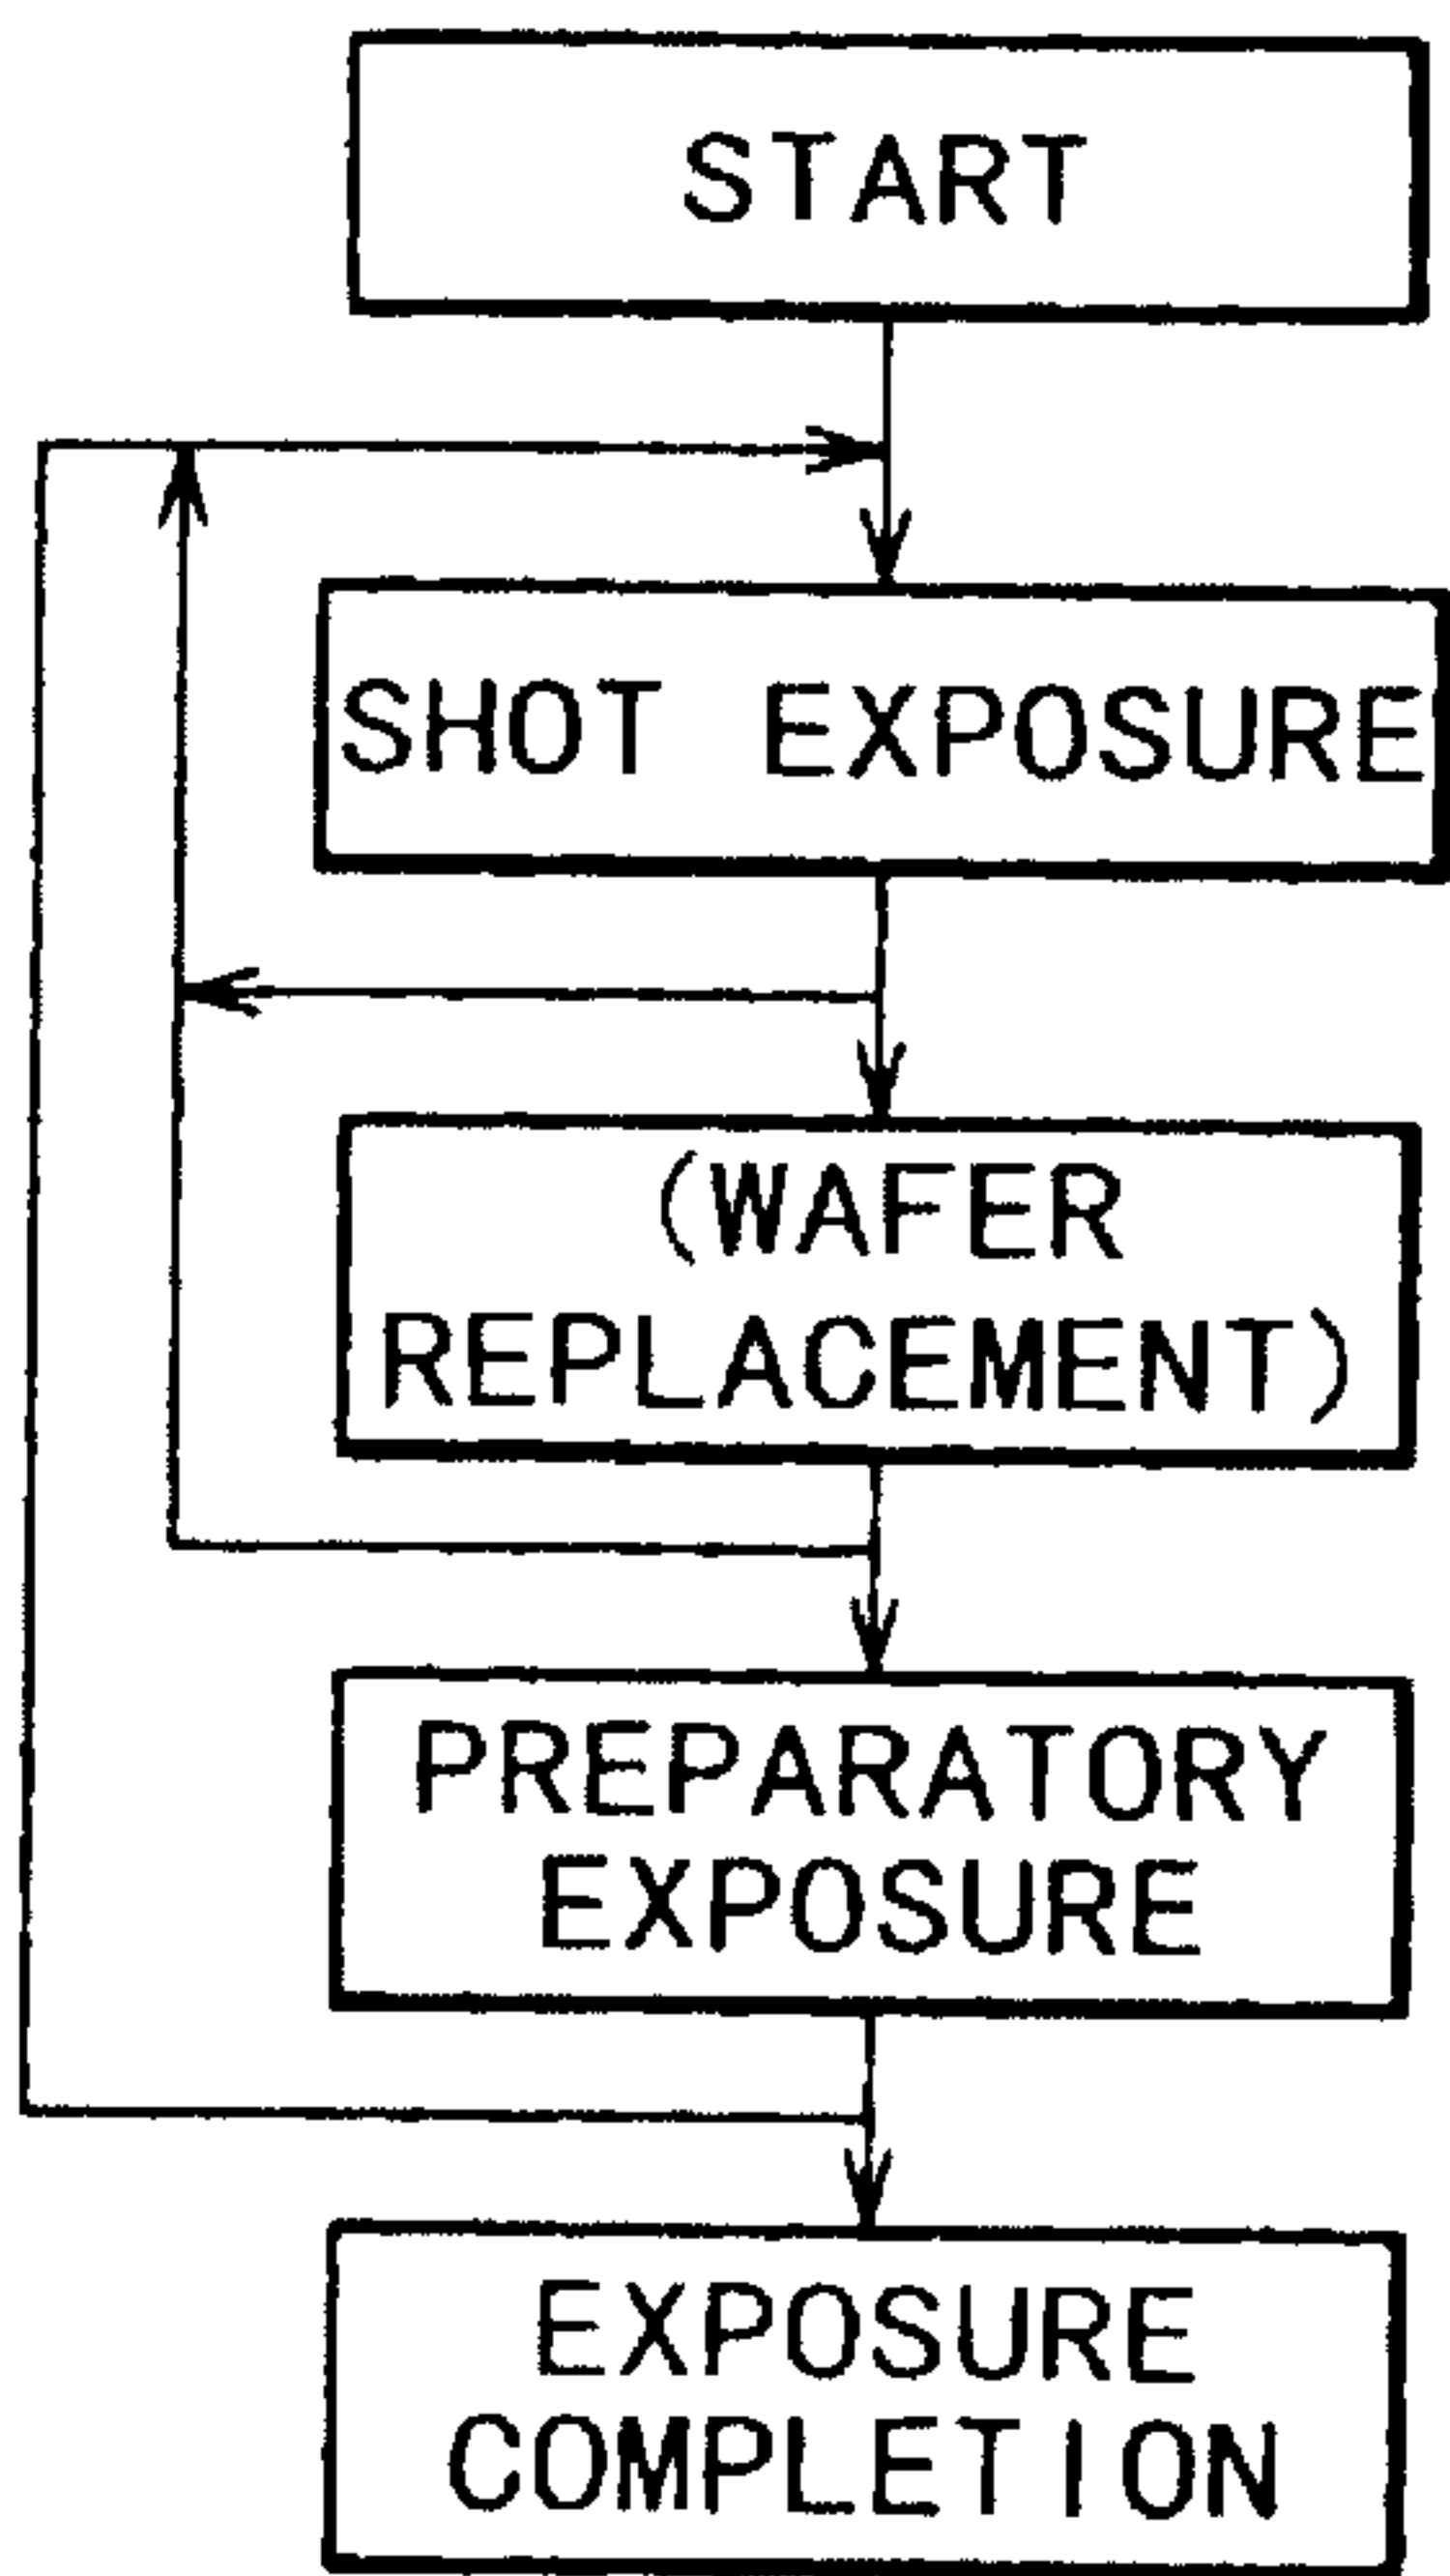 START
SHOT EXPOSURE
(WAFER
REPLACEMENT)
PREPARATORY
EXPOSURE
EXPOSURE
COMPLETION